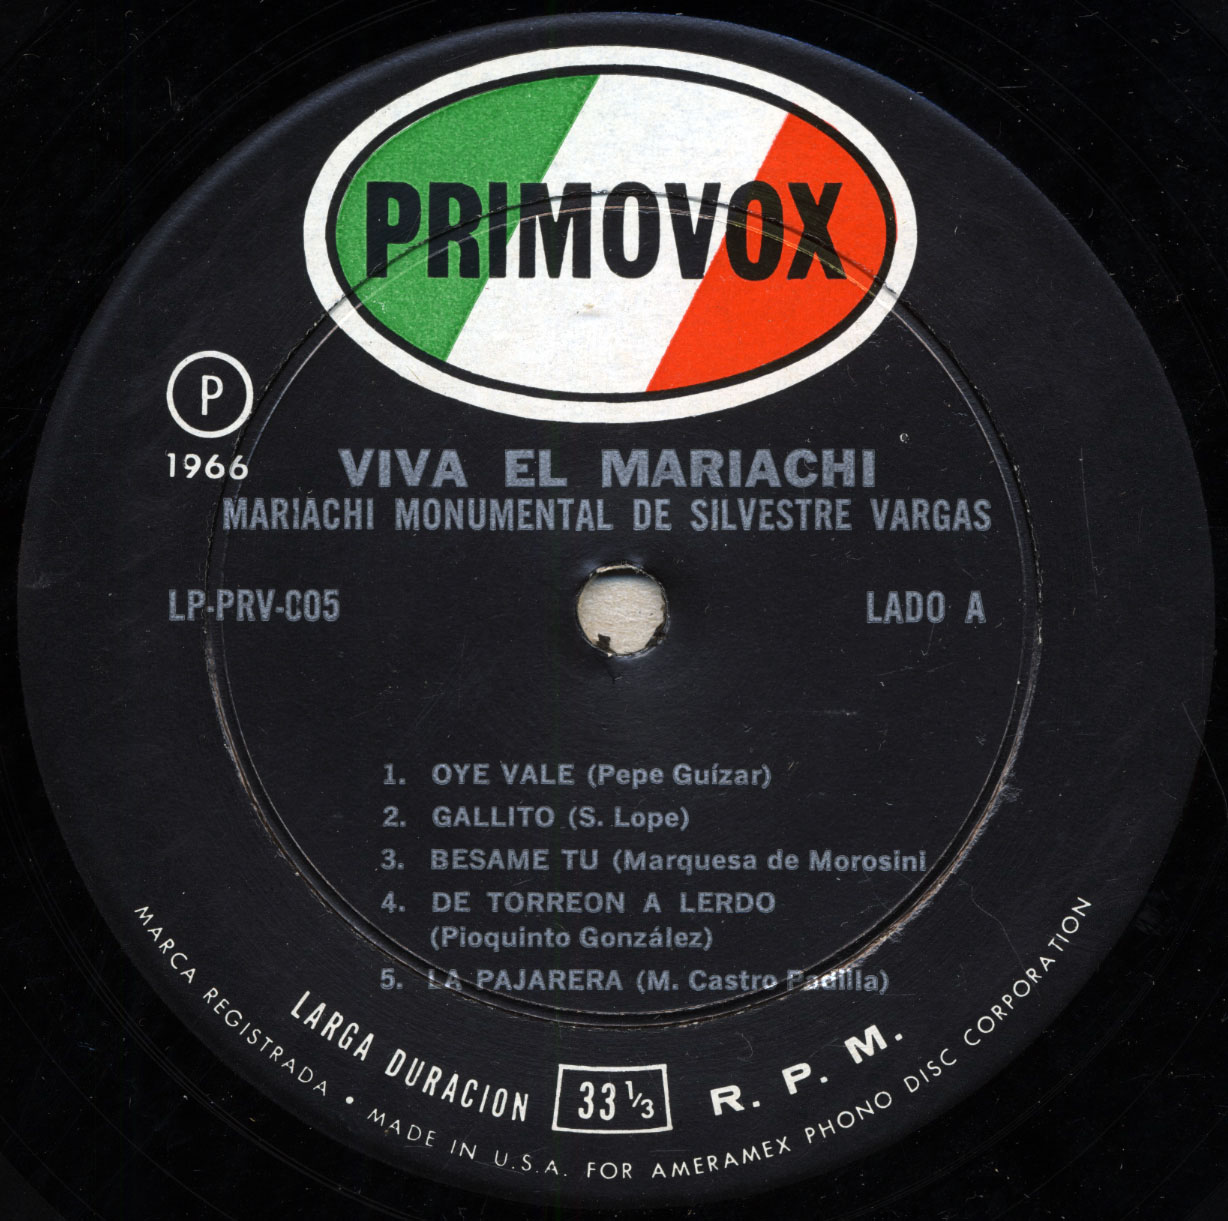 PRIMOVOX
P
1966
VIVA EL MARIACHI
MARIACHI MONUMENTAL DE SILVESTRE VARGAS
LP-PRV-005
LADO A
1. OYE VALE (Pepe Guízar)
2. GALLITO (S. Lope)
3. BESAME TU (Marquesa de Morosini
4. DE TORREON A LERDO
(Pioquinto González)
5. LA PAJARERA (M. Castro Padilla)
LARGA DURACION 33 1/3 R. P. M.
MARCA REGISTRADA • MADE IN U.S.A. FOR AMERAMEX PHONO DISC CORPORATION